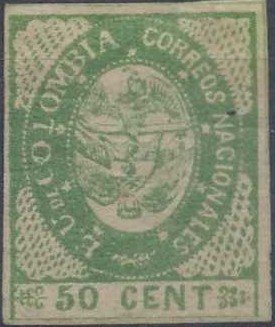 E. U. DE COLOMBIA
CORREOS NACIONALES
50 CENT